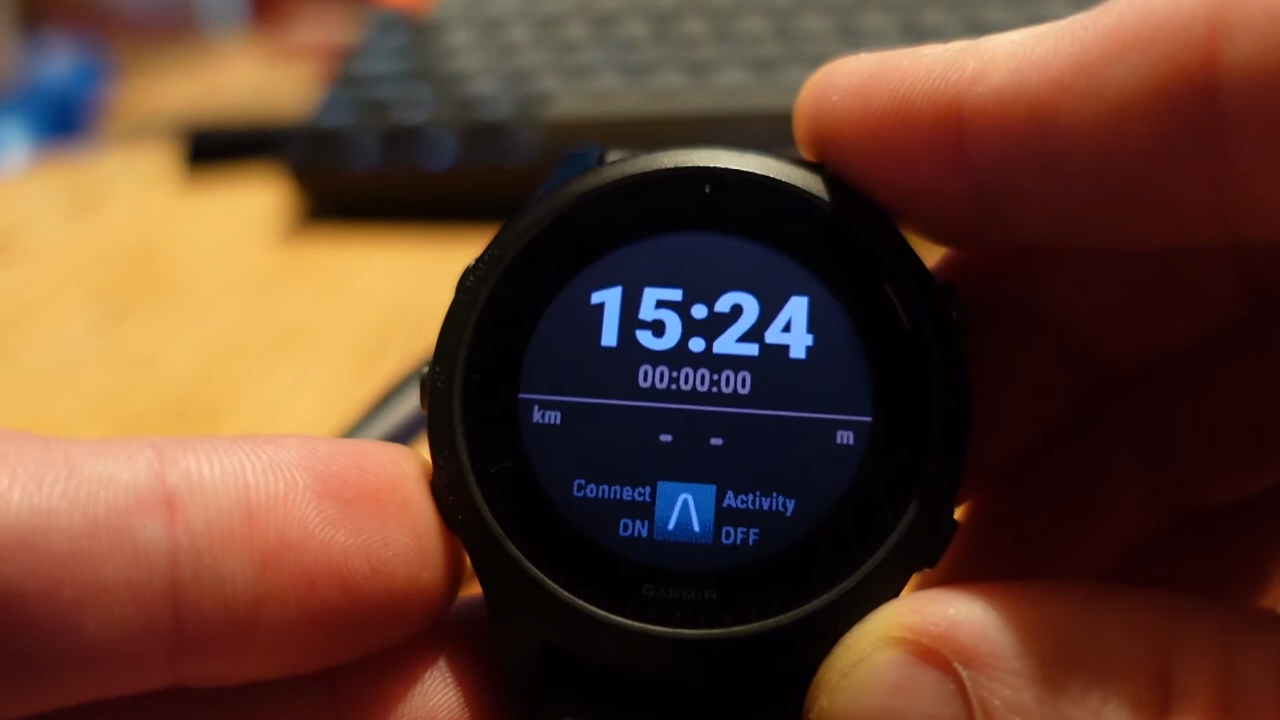 15:24
00:00:00
km m
- -
Connect Activity
ON OFF
GARMIN